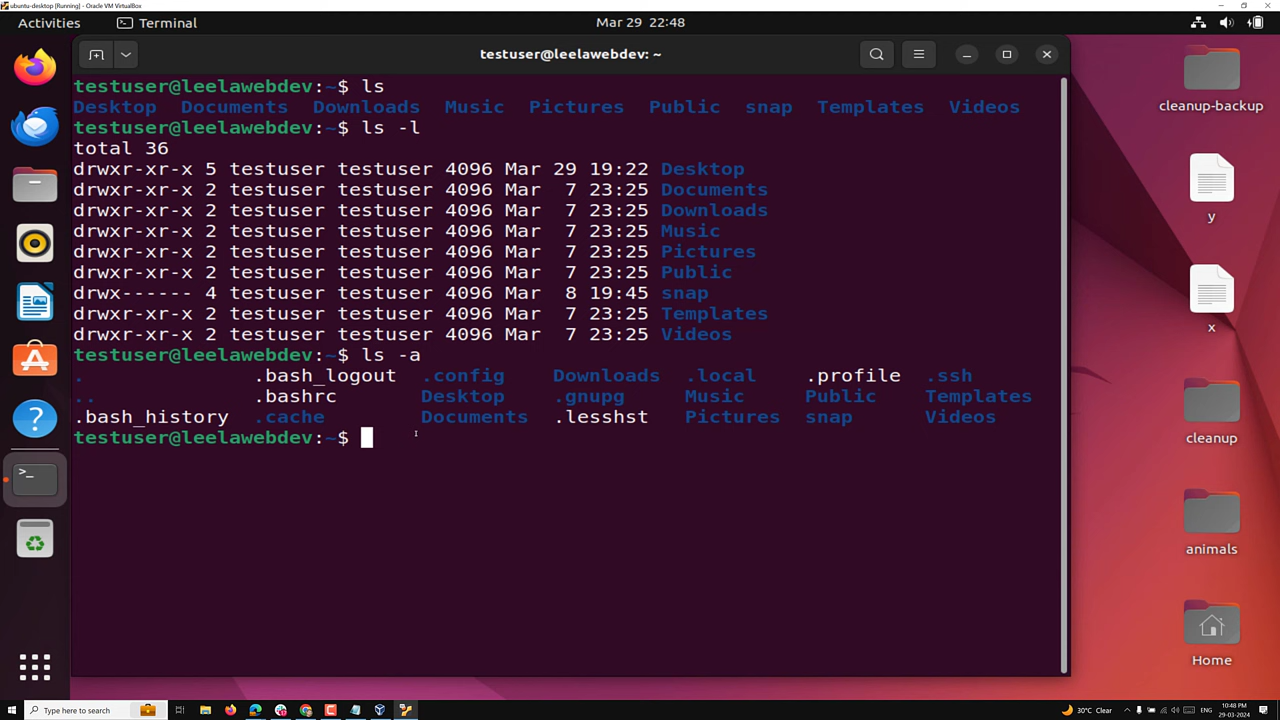 ubuntu-desktop [Running] - Oracle VM VirtualBox
Activities Terminal Mar 29 22:48
testuser@leelawebdev: ~
testuser@leelawebdev:~$ ls
Desktop Documents Downloads Music Pictures Public snap Templates Videos
testuser@leelawebdev:~$ ls -l
total 36
drwxr-xr-x 5 testuser testuser 4096 Mar 29 19:22 Desktop
drwxr-xr-x 2 testuser testuser 4096 Mar  7 23:25 Documents
drwxr-xr-x 2 testuser testuser 4096 Mar  7 23:25 Downloads
drwxr-xr-x 2 testuser testuser 4096 Mar  7 23:25 Music
drwxr-xr-x 2 testuser testuser 4096 Mar  7 23:25 Pictures
drwxr-xr-x 2 testuser testuser 4096 Mar  7 23:25 Public
drwx------ 4 testuser testuser 4096 Mar  8 19:45 snap
drwxr-xr-x 2 testuser testuser 4096 Mar  7 23:25 Templates
drwxr-xr-x 2 testuser testuser 4096 Mar  7 23:25 Videos
testuser@leelawebdev:~$ ls -a
. .bash_logout .config Downloads .local .profile .ssh
.. .bashrc Desktop .gnupg Music Public Templates
.bash_history .cache Documents .lesshst Pictures snap Videos
testuser@leelawebdev:~$
cleanup-backup
y
x
cleanup
animals
Home
Type here to search
30°C Clear
ENG
10:48 PM
29-03-2024